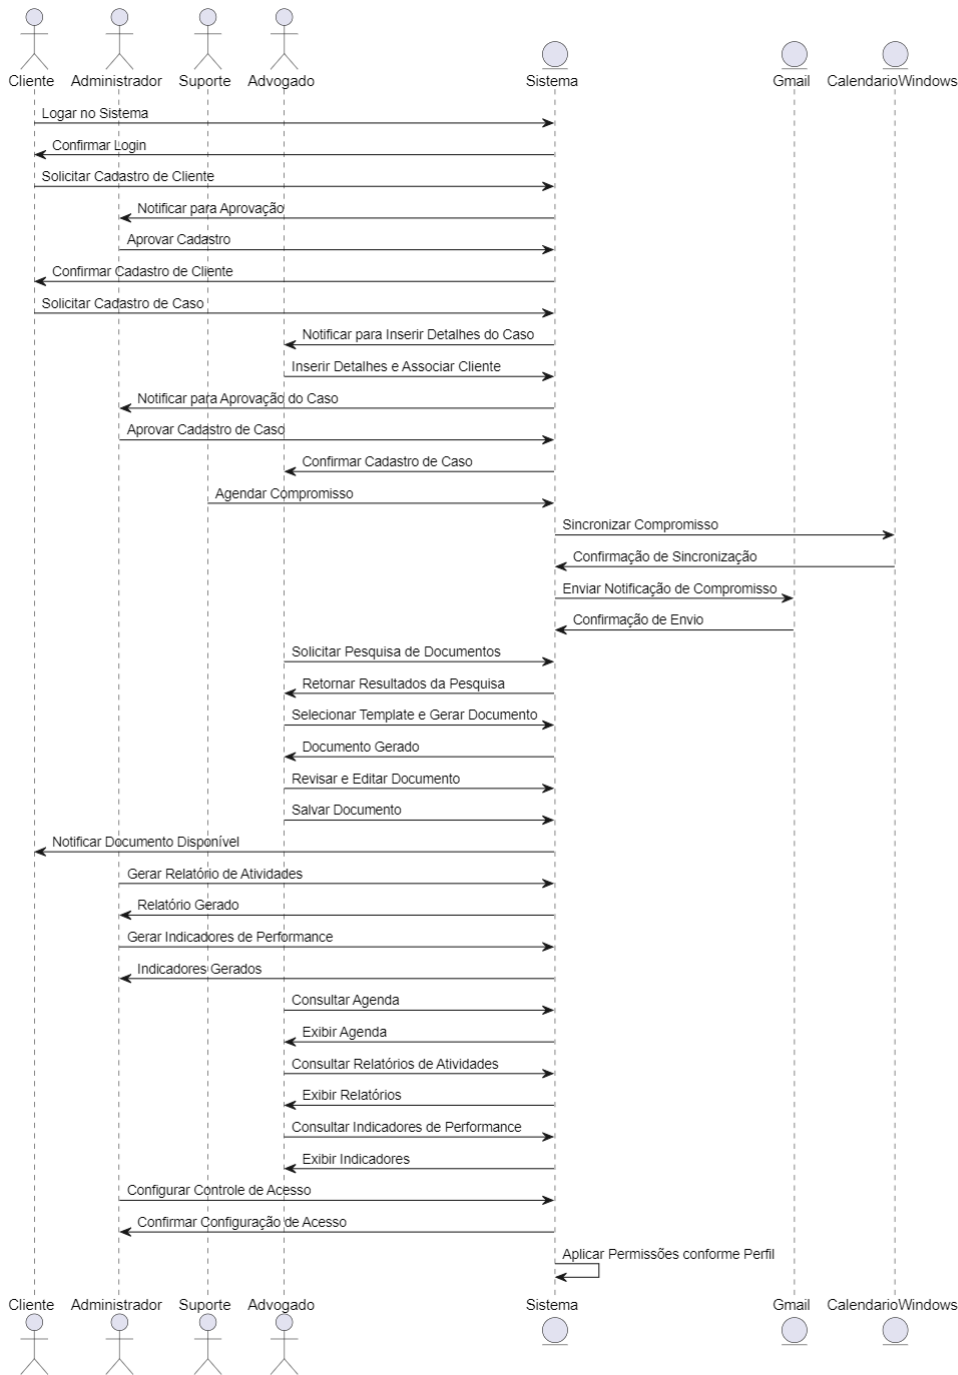 Cliente Administrador Suporte Advogado Sistema Gmail CalendarioWindows
Logar no Sistema
Confirmar Login
Solicitar Cadastro de Cliente
Notificar para Aprovação
Aprovar Cadastro
Confirmar Cadastro de Cliente
Solicitar Cadastro de Caso
Notificar para Inserir Detalhes do Caso
Inserir Detalhes e Associar Cliente
Notificar para Aprovação do Caso
Aprovar Cadastro de Caso
Confirmar Cadastro de Caso
Agendar Compromisso
Sincronizar Compromisso
Confirmação de Sincronização
Enviar Notificação de Compromisso
Confirmação de Envio
Solicitar Pesquisa de Documentos
Retornar Resultados da Pesquisa
Selecionar Template e Gerar Documento
Documento Gerado
Revisar e Editar Documento
Salvar Documento
Notificar Documento Disponível
Gerar Relatório de Atividades
Relatório Gerado
Gerar Indicadores de Performance
Indicadores Gerados
Consultar Agenda
Exibir Agenda
Consultar Relatórios de Atividades
Exibir Relatórios
Consultar Indicadores de Performance
Exibir Indicadores
Configurar Controle de Acesso
Confirmar Configuração de Acesso
Aplicar Permissões conforme Perfil
Cliente Administrador Suporte Advogado Sistema Gmail CalendarioWindows